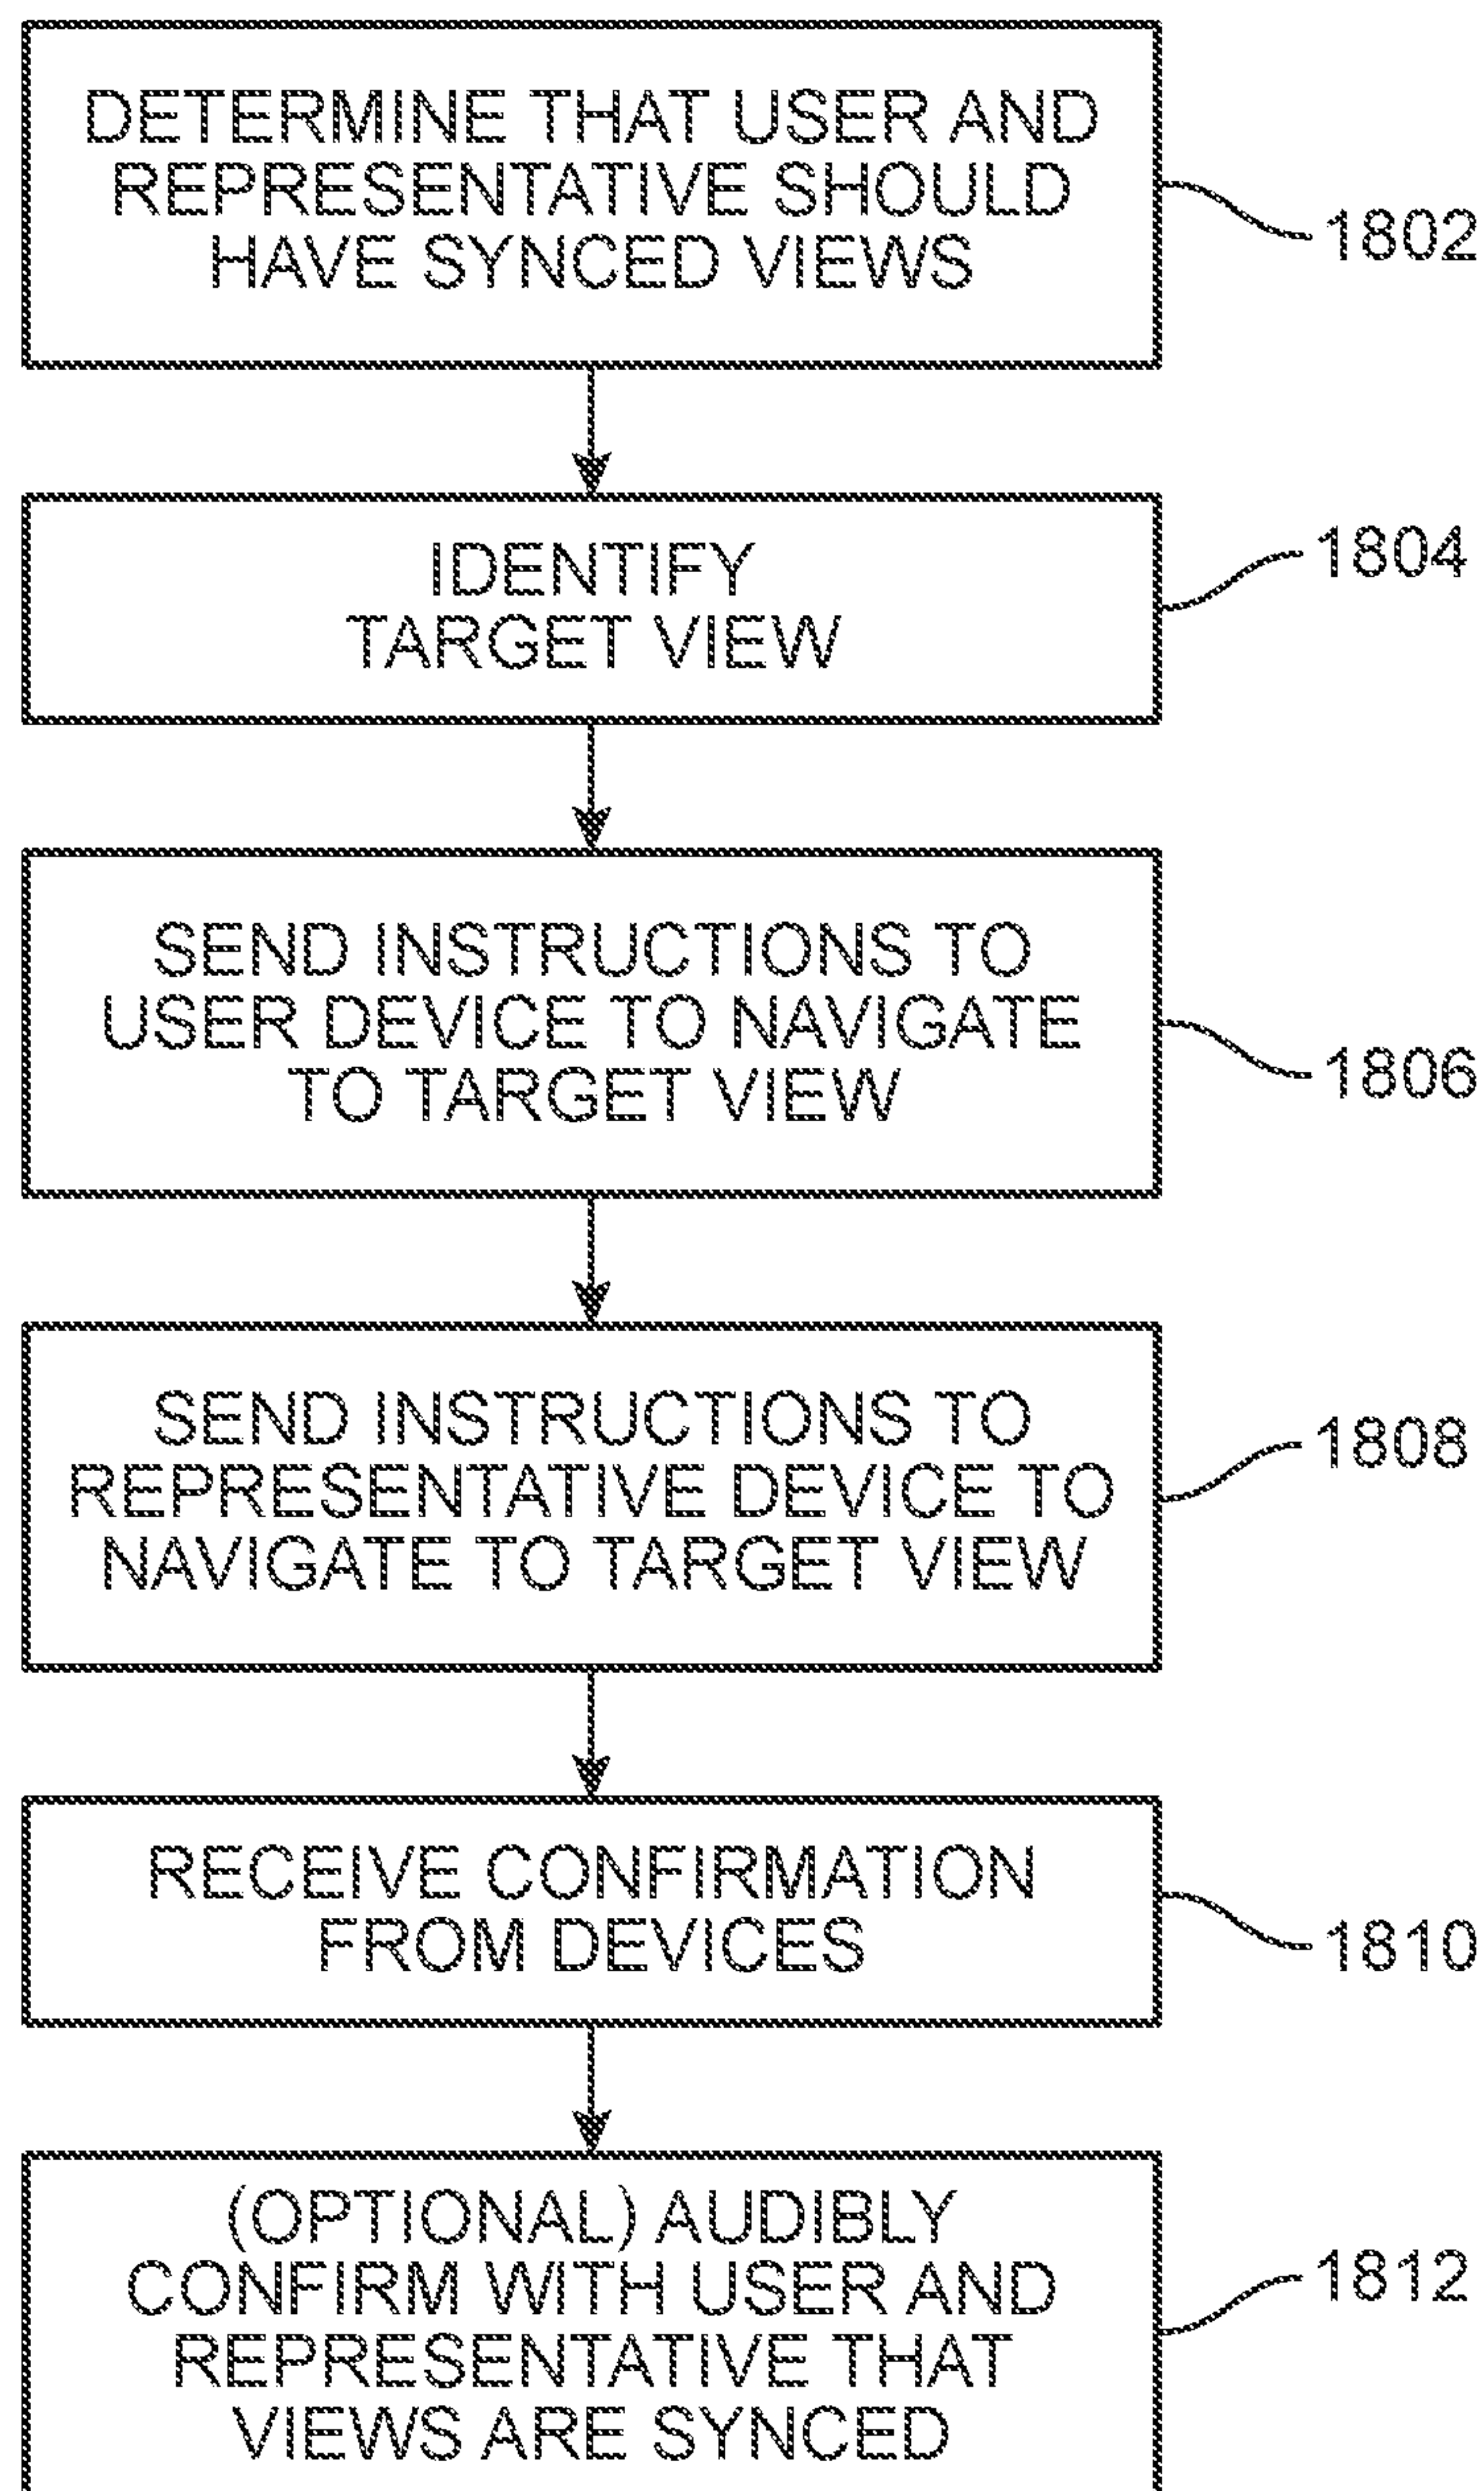 DETERMINE THAT USER AND
REPRESENTATIVE SHOULD
HAVE SYNCED VIEWS
1802
IDENTIFY
TARGET VIEW
1804
SEND INSTRUCTIONS TO
USER DEVICE TO NAVIGATE
TO TARGET VIEW
1806
SEND INSTRUCTIONS TO
REPRESENTATIVE DEVICE TO
NAVIGATE TO TARGET VIEW
1808
RECEIVE CONFIRMATION
FROM DEVICES
1810
(OPTIONAL) AUDIBLY
CONFIRM WITH USER AND
REPRESENTATIVE THAT
VIEWS ARE SYNCED
1812